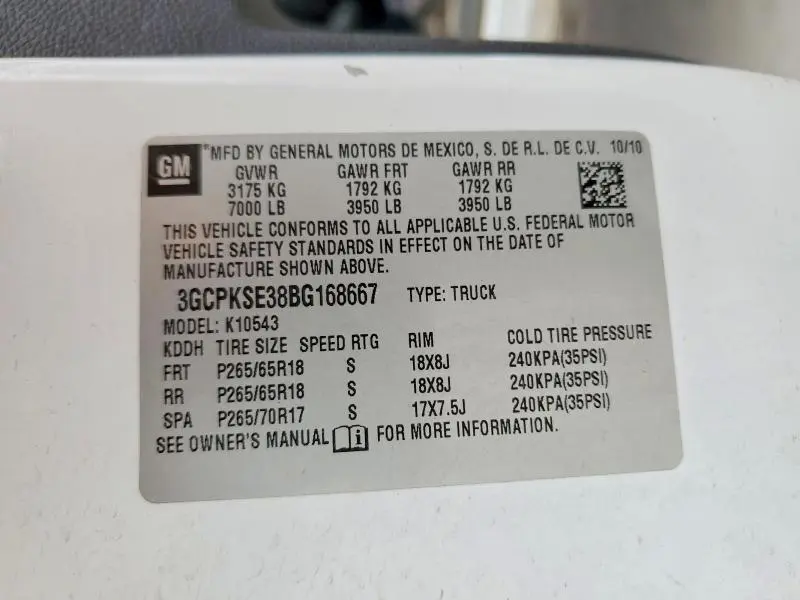 GM
*MFD BY GENERAL MOTORS DE MEXICO, S. DE R.L. DE C.V. 10/10
GVWR GAWR FRT GAWR RR
3175 KG 1792 KG 1792 KG
7000 LB 3950 LB 3950 LB
THIS VEHICLE CONFORMS TO ALL APPLICABLE U.S. FEDERAL MOTOR
VEHICLE SAFETY STANDARDS IN EFFECT ON THE DATE OF
MANUFACTURE SHOWN ABOVE.
3GCPKSE38BG168667 TYPE: TRUCK
MODEL: K10543
KDDH TIRE SIZE SPEED RTG RIM COLD TIRE PRESSURE
FRT P265/65R18 S 18X8J 240KPA(35PSI)
RR P265/65R18 S 18X8J 240KPA(35PSI)
SPA P265/70R17 S 17X7.5J 240KPA(35PSI)
SEE OWNER'S MANUAL i FOR MORE INFORMATION.